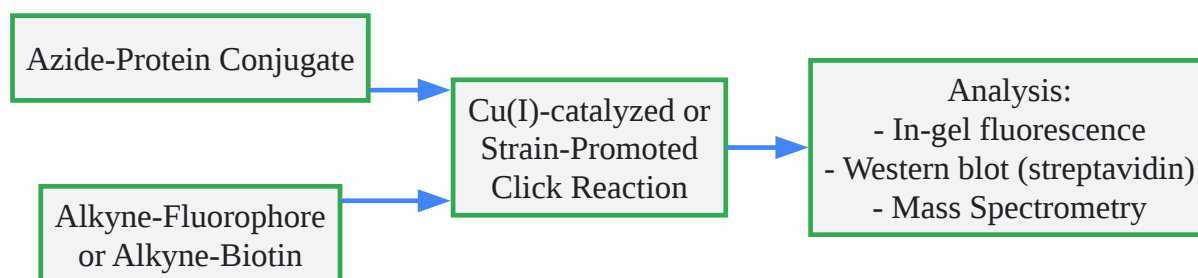 Azide-Protein Conjugate
Alkyne-Fluorophore
or Alkyne-Biotin
Cu(I)-catalyzed or
Strain-Promoted
Click Reaction
Analysis:
- In-gel fluorescence
- Western blot (streptavidin)
- Mass Spectrometry